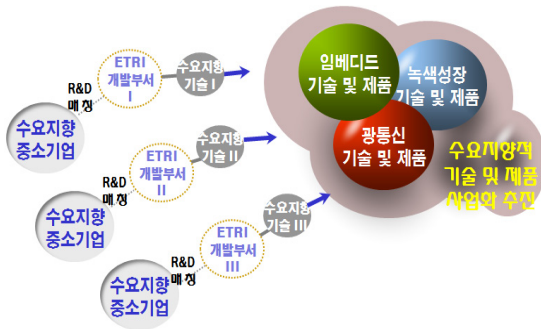 수요지향
중소기업
R&D
매칭
ETRI
개발부서
I
수요지향
기술 I
수요지향
중소기업
R&D
매칭
ETRI
개발부서
II
수요지향
기술 II
수요지향
중소기업
R&D
매칭
ETRI
개발부서
III
수요지향
기술 III
임베디드
기술 및 제품
녹색성장
기술 및 제품
광통신
기술 및 제품
수요지향적
기술 및 제품
사업화 추진